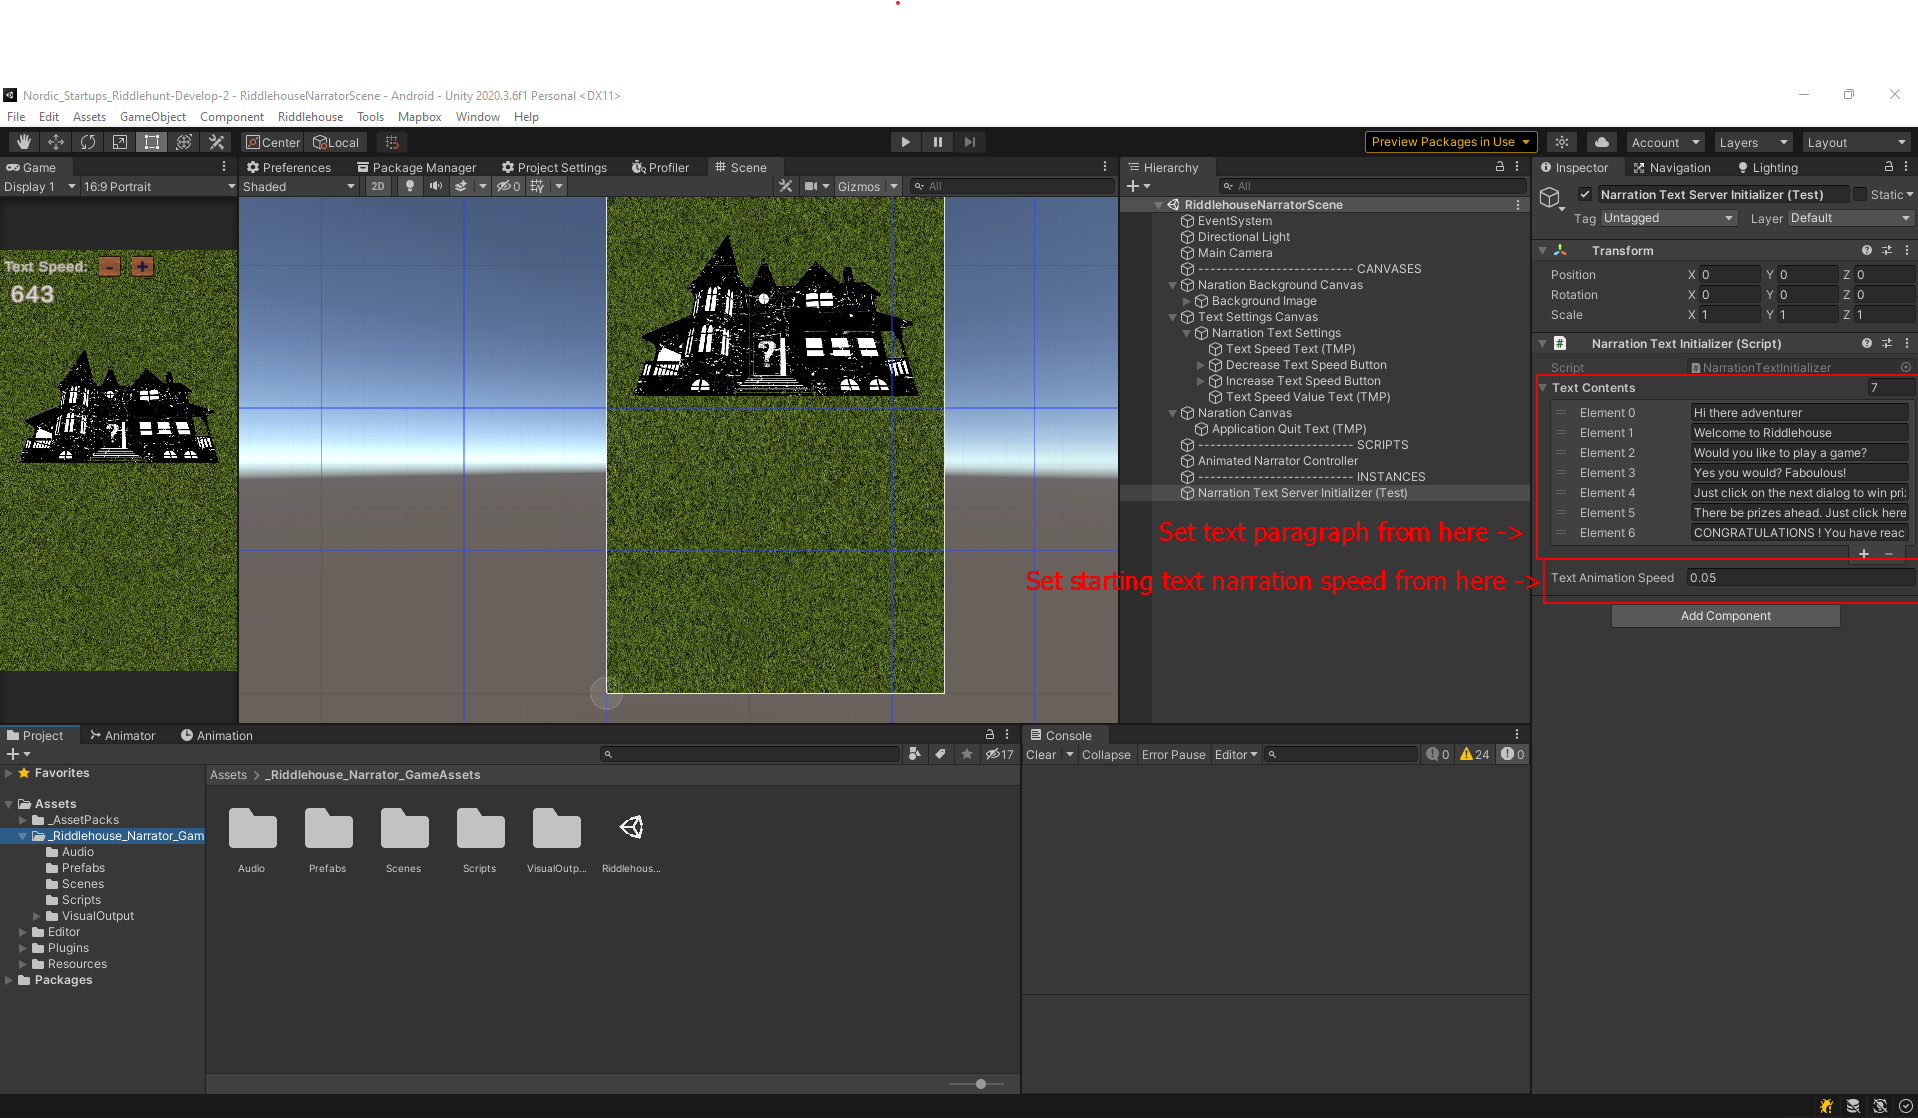 Nordic_Startups_Riddlehunt-Develop-2 - RiddlehouseNarratorScene - Android - Unity 2020.3.6f1 Personal <DX11>
File Edit Assets GameObject Component Riddlehouse Tools Mapbox Window Help
Center Local Preview Packages in Use Account Layers Layout
Game
Display 1 16:9 Portrait
Text Speed: - +
643
Preferences Package Manager Project Settings Profiler Scene
Shaded 2D 0 Gizmos All
Hierarchy
All
RiddlehouseNarratorScene
EventSystem
Directional Light
Main Camera
-------------------------- CANVASES
Naration Background Canvas
Background Image
Text Settings Canvas
Narration Text Settings
Text Speed Text (TMP)
Decrease Text Speed Button
Increase Text Speed Button
Text Speed Value Text (TMP)
Naration Canvas
Application Quit Text (TMP)
-------------------------- SCRIPTS
Animated Narrator Controller
-------------------------- INSTANCES
Narration Text Server Initializer (Test)
Set text paragraph from here ->
Set starting text narration speed from here ->
Inspector Navigation Lighting
Narration Text Server Initializer (Test) Static
Tag Untagged Layer Default
Transform
Position X 0 Y 0 Z 0
Rotation X 0 Y 0 Z 0
Scale X 1 Y 1 Z 1
Narration Text Initializer (Script)
Script NarrationTextInitializer
Text Contents 7
Element 0 Hi there adventurer
Element 1 Welcome to Riddlehouse
Element 2 Would you like to play a game?
Element 3 Yes you would? Faboulous!
Element 4 Just click on the next dialog to win priz
Element 5 There be prizes ahead. Just click here
Element 6 CONGRATULATIONS ! You have reac
+ -
Text Animation Speed 0.05
Add Component
Project Animator Animation
17
Favorites
Assets
_AssetPacks
_Riddlehouse_Narrator_Gam
Audio
Prefabs
Scenes
Scripts
VisualOutput
Editor
Plugins
Resources
Packages
Assets > _Riddlehouse_Narrator_GameAssets
Audio Prefabs Scenes Scripts VisualOutp... Riddlehous...
Console
Clear Collapse Error Pause Editor 0 24 0